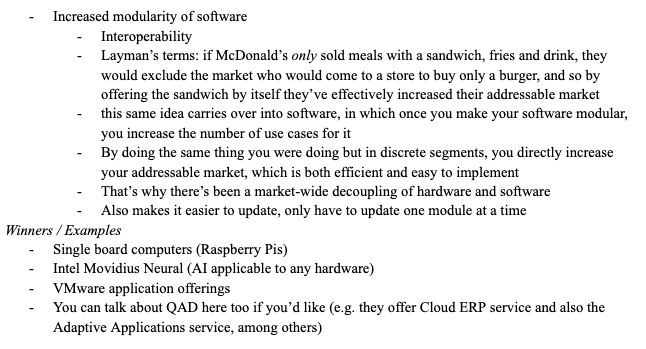 - Increased modularity of software
- Interoperability
- Layman's terms: if McDonald's only sold meals with a sandwich, fries and drink, they
would exclude the market who would come to a store to buy only a burger, and so by
offering the sandwich by itself they've effectively increased their addressable market
- this same idea carries over into software, in which once you make your software modular,
you increase the number of use cases for it
- By doing the same thing you were doing but in discrete segments, you directly increase
your addressable market, which is both efficient and easy to implement
- That's why there's been a market-wide decoupling of hardware and software
- Also makes it easier to update, only have to update one module at a time
Winners / Examples
- Single board computers (Raspberry Pis)
- Intel Movidius Neural (AI applicable to any hardware)
- VMware application offerings
- You can talk about QAD here too if you'd like (e.g. they offer Cloud ERP service and also the
Adaptive Applications service, among others)